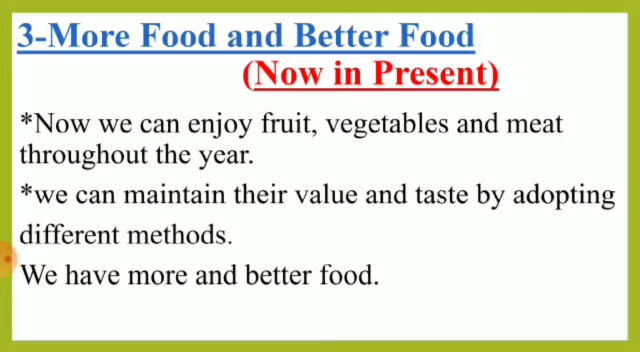 3-More Food and Better Food
(Now in Present)
*Now we can enjoy fruit, vegetables and meat
throughout the year.
*we can maintain their value and taste by adopting
different methods.
We have more and better food.